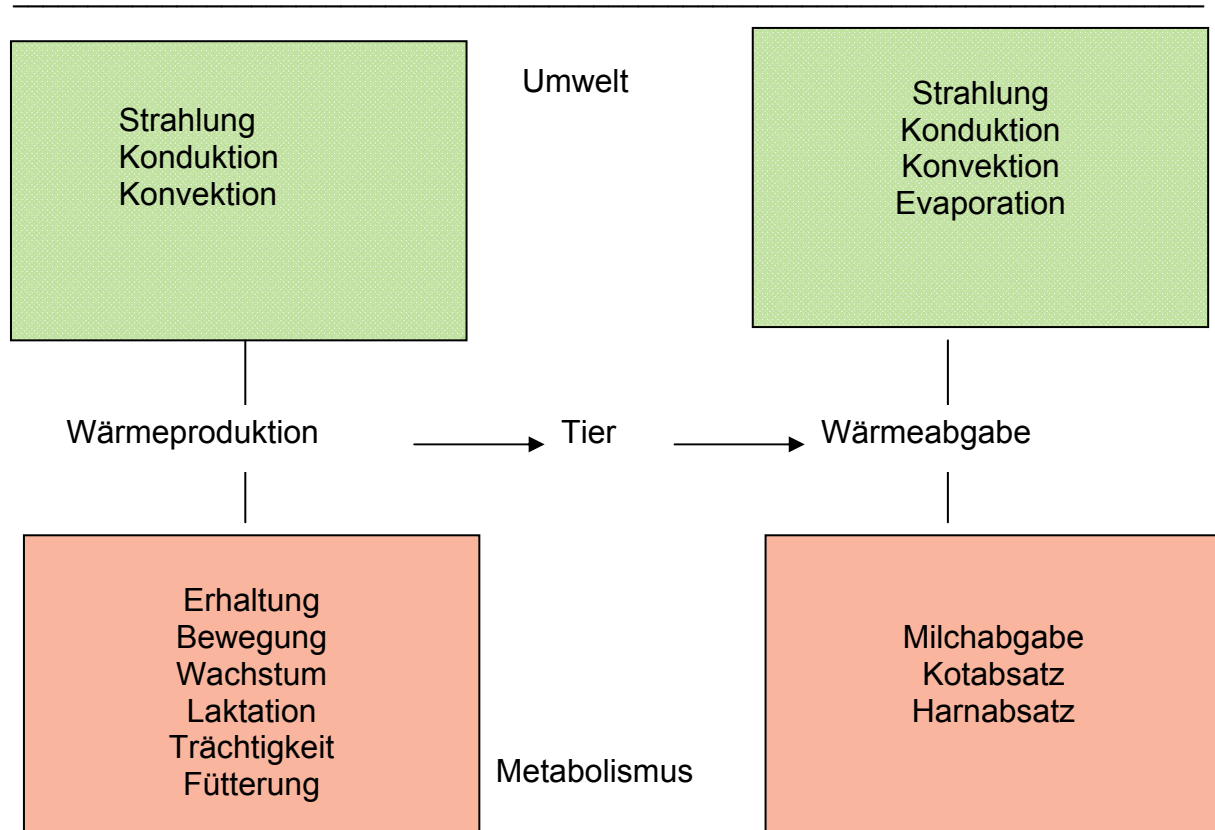 Umwelt
Strahlung
Konduktion
Konvektion
Strahlung
Konduktion
Konvektion
Evaporation
Wärmeproduktion
Tier
Wärmeabgabe
Erhaltung
Bewegung
Wachstum
Laktation
Trächtigkeit
Fütterung
Milchabgabe
Kotabsatz
Harnabsatz
Metabolismus